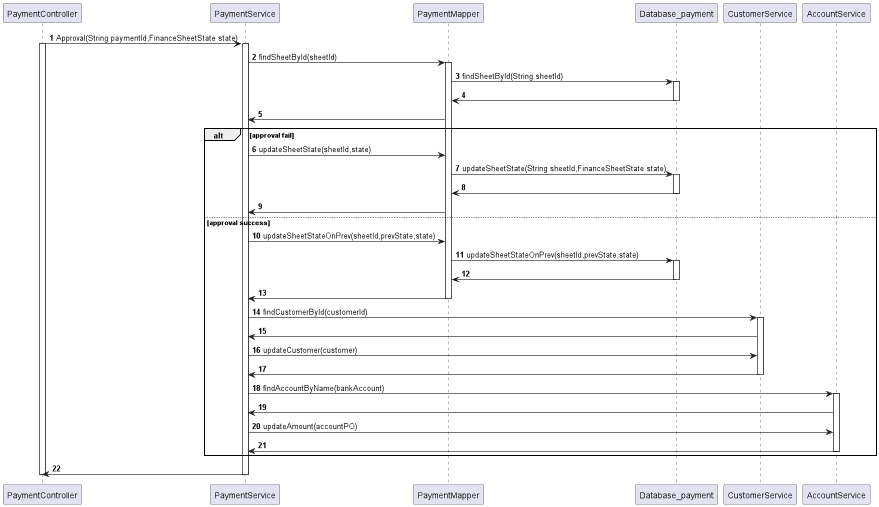 PaymentController PaymentService PaymentMapper Database_payment CustomerService AccountService
1 Approval(String paymentId,FinanceSheetState state)
2 findSheetById(sheetId)
3 findSheetById(String sheetId)
4
5
alt [approval fail]
6 updateSheetState(sheetId,state)
7 updateSheetState(String sheetId,FinanceSheetState state)
8
9
[approval success]
10 updateSheetStateOnPrev(sheetId,prevState,state)
11 updateSheetStateOnPrev(sheetId,prevState,state)
12
13
14 findCustomerById(customerId)
15
16 updateCustomer(customer)
17
18 findAccountByName(bankAccount)
19
20 updateAmount(accountPO)
21
22
PaymentController PaymentService PaymentMapper Database_payment CustomerService AccountService